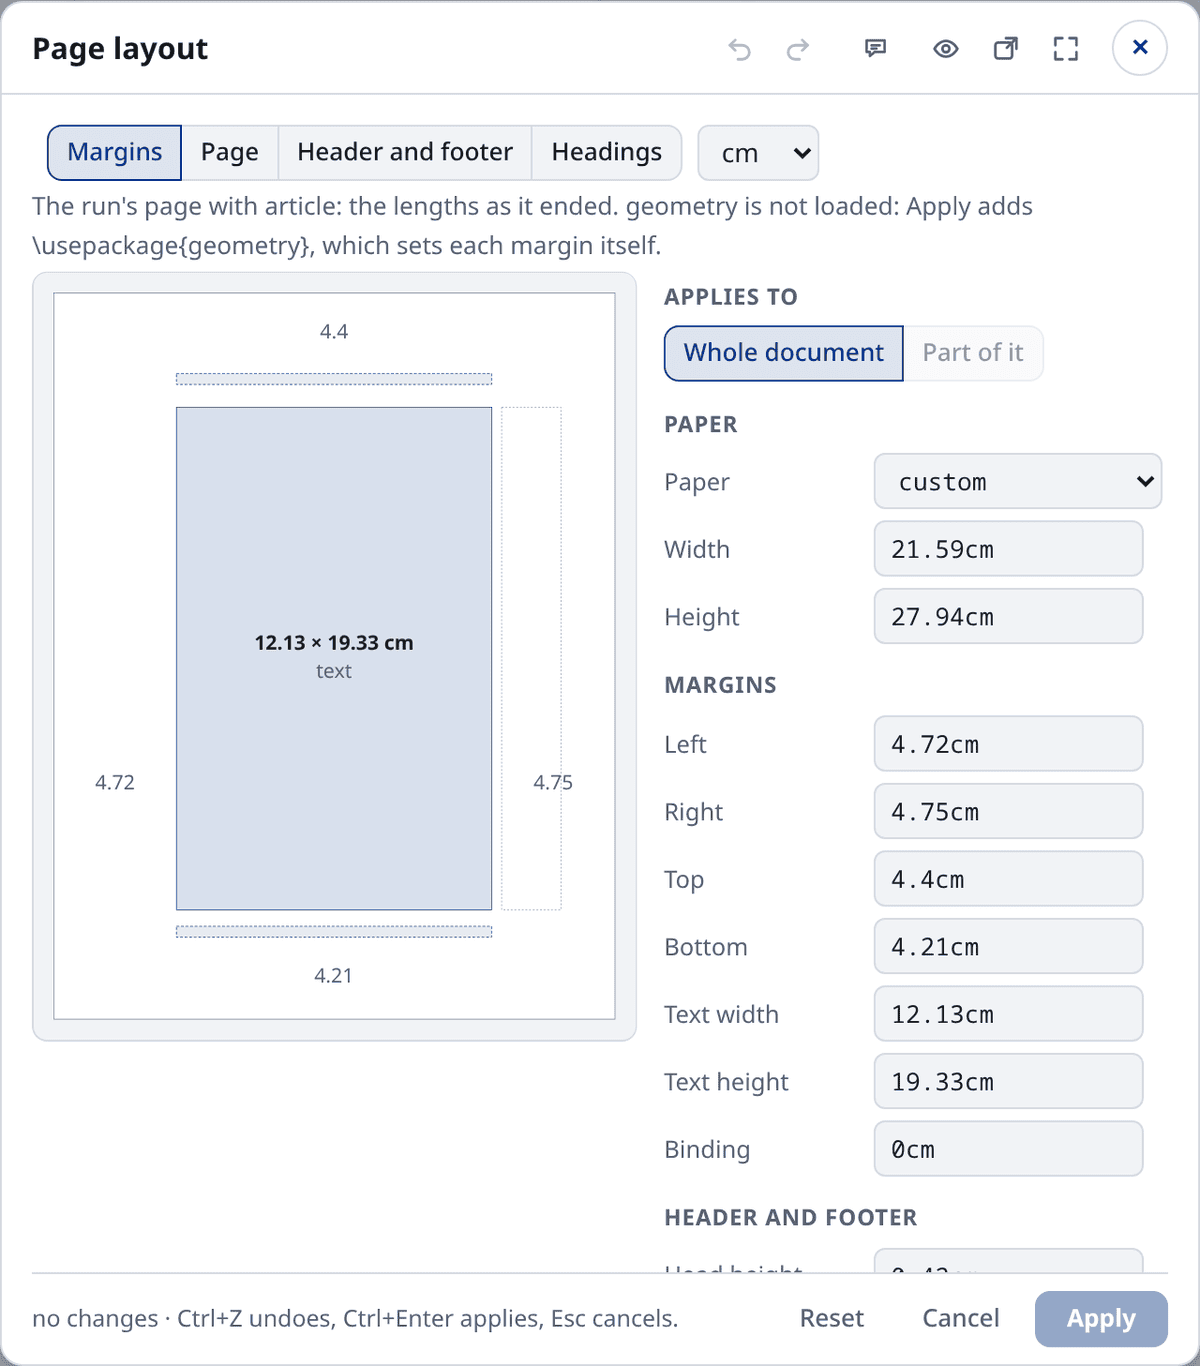 Page layout
Margins Page Header and footer Headings cm
The run's page with article: the lengths as it ended. geometry is not loaded: Apply adds
\usepackage{geometry}, which sets each margin itself.
4.4
12.13 × 19.33 cm
text
4.72
4.75
4.21
APPLIES TO
Whole document Part of it
PAPER
Paper custom
Width 21.59cm
Height 27.94cm
MARGINS
Left 4.72cm
Right 4.75cm
Top 4.4cm
Bottom 4.21cm
Text width 12.13cm
Text height 19.33cm
Binding 0cm
HEADER AND FOOTER
Head height
no changes · Ctrl+Z undoes, Ctrl+Enter applies, Esc cancels.
Reset Cancel Apply